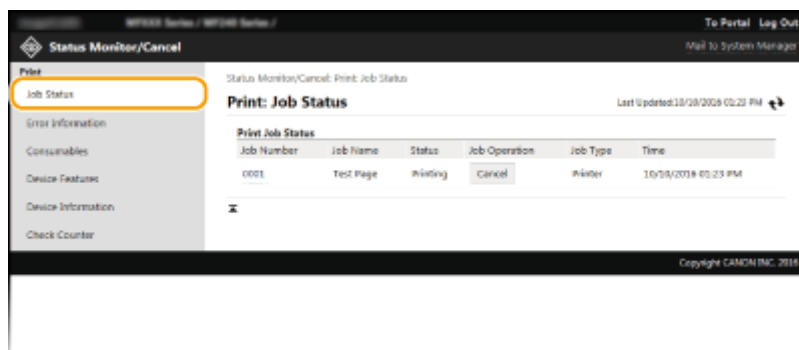 MF240 Series /
To Portal Log Out
Status Monitor/Cancel
Mail to System Manager
Print
Job Status
Error Information
Consumables
Device Features
Device Information
Check Counter
Status Monitor/Cancel: Print: Job Status
Print: Job Status
Last Updated:10/10/2016 01:23 PM
Print Job Status
Job Number Job Name Status Job Operation Job Type Time
0001 Test Page Printing Cancel Printer 10/10/2016 01:23 PM
Copyright CANON INC. 2016